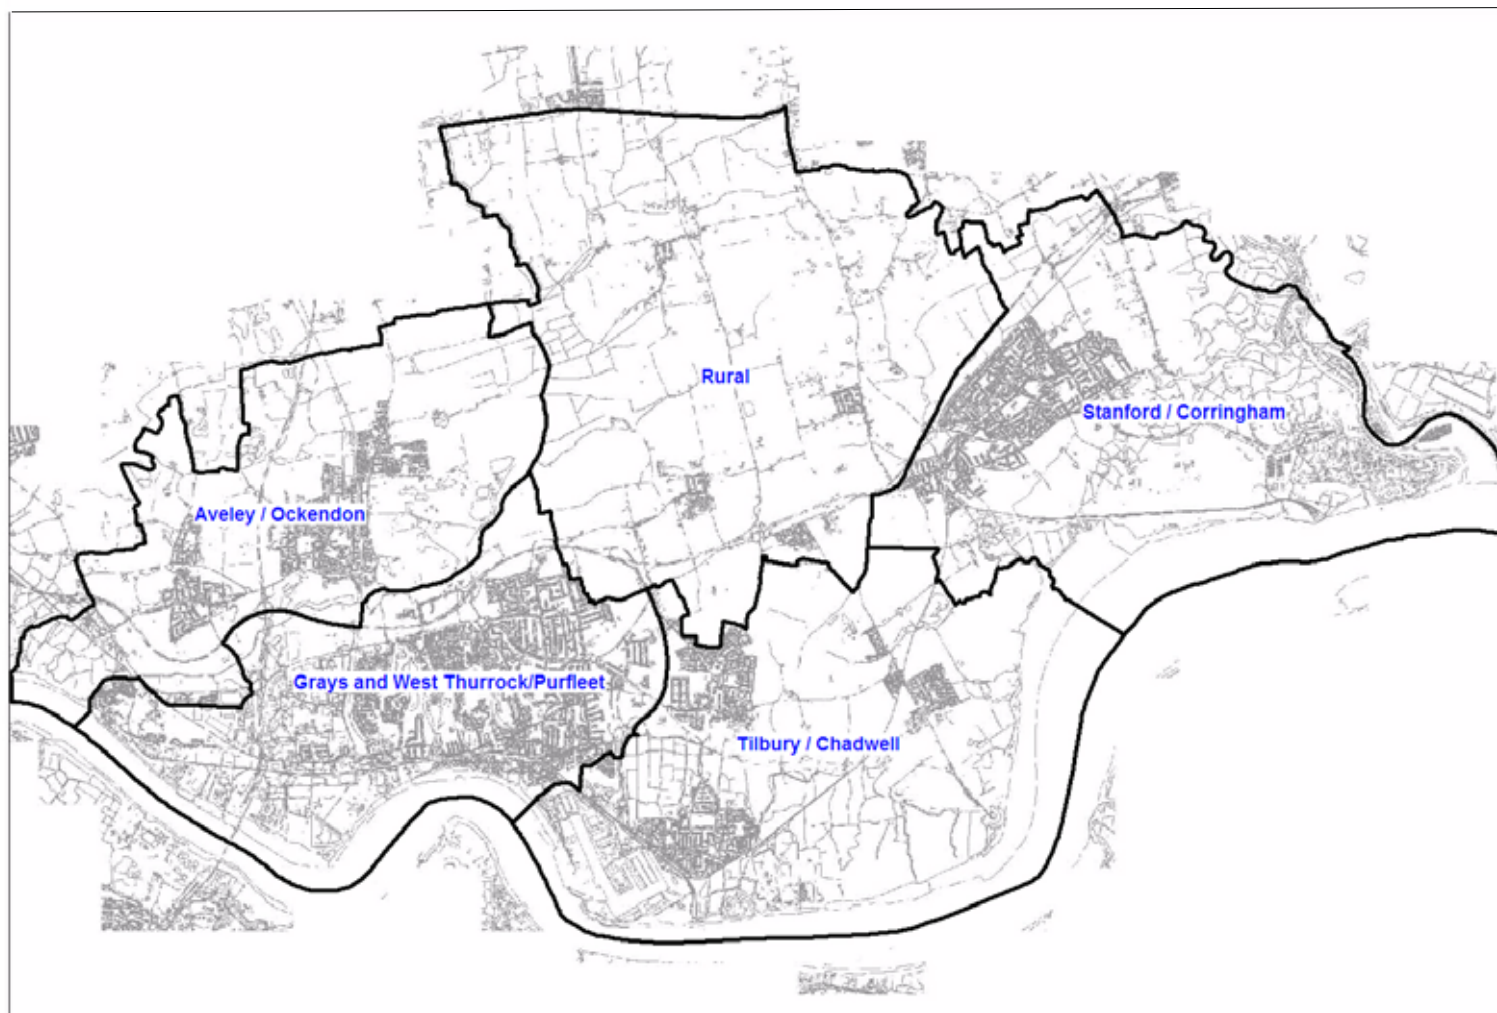 Rural
Stanford / Corringham
Aveley / Ockendon
Grays and West Thurrock/Purfleet
Tilbury / Chadwell